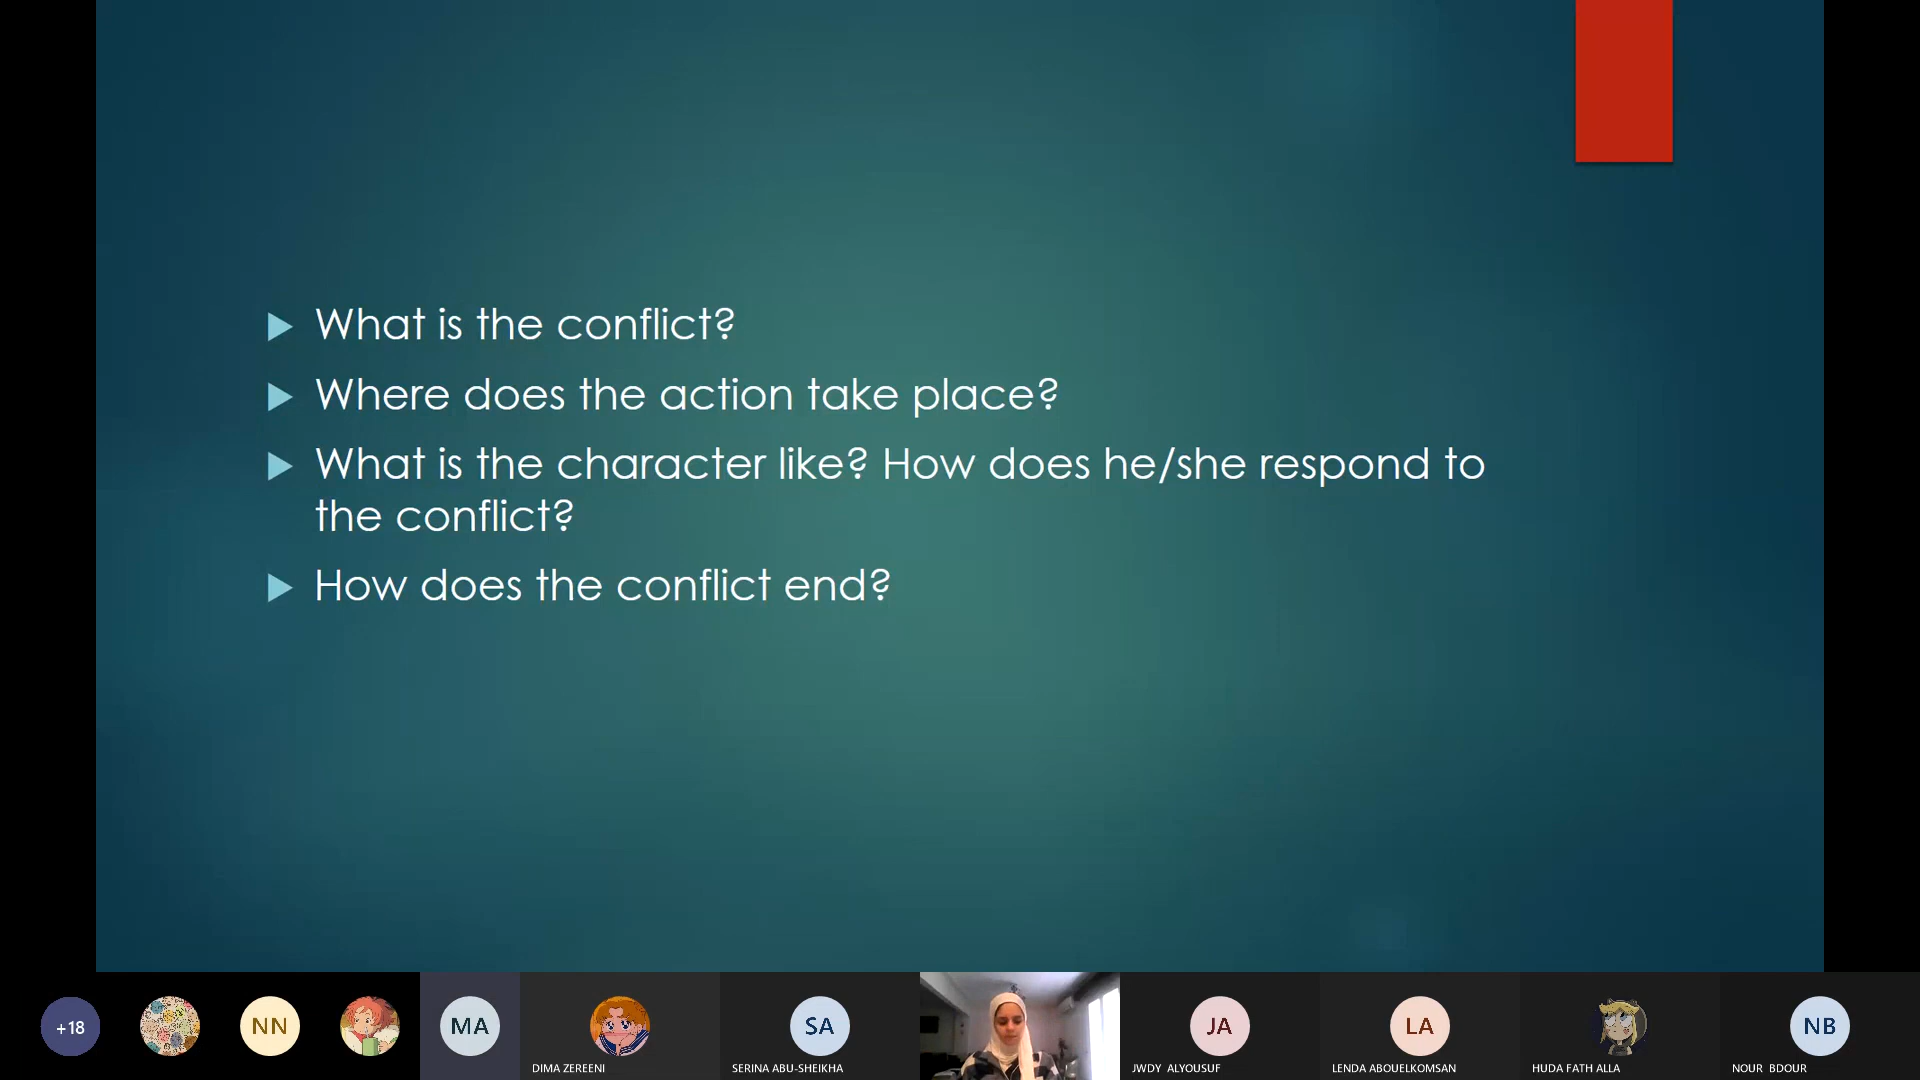 What is the conflict?
Where does the action take place?
What is the character like? How does he/she respond to
the conflict?
How does the conflict end?
+18
NN
MA
SA
JA
LA
NB
DIMA ZEREENI
SERINA ABU-SHEIKHA
JWDY ALYOUSUF
LENDA ABOUELKOMSAN
HUDA FATH ALLA
NOUR BDOUR